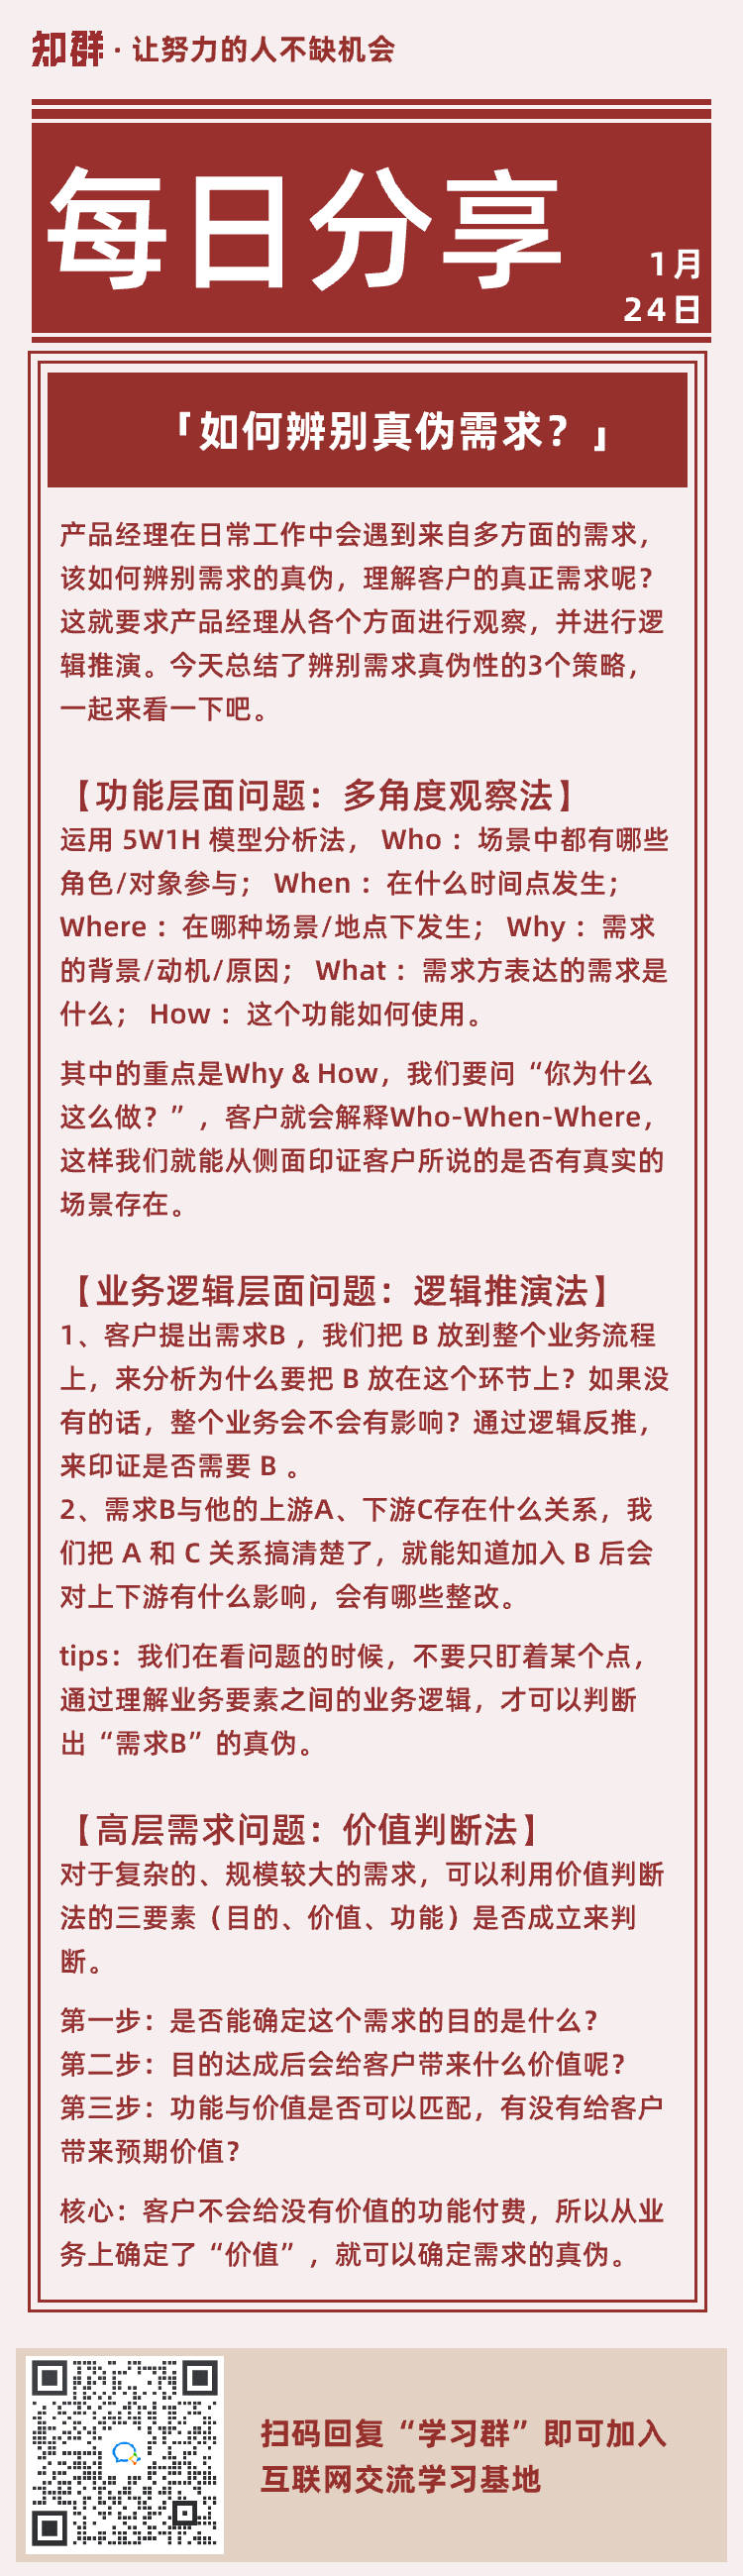 知群 · 让努力的人不缺机会
每日分享
1月
24日
「如何辨别真伪需求？」
产品经理在日常工作中会遇到来自多方面的需求，
该如何辨别需求的真伪，理解客户的真正需求呢？
这就要求产品经理从各个方面进行观察，并进行逻
辑推演。今天总结了辨别需求真伪性的3个策略，
一起来看一下吧。
【功能层面问题：多角度观察法】
运用 5W1H 模型分析法， Who ：场景中都有哪些
角色/对象参与； When ：在什么时间点发生；
Where ：在哪种场景/地点下发生； Why ：需求
的背景/动机/原因； What ：需求方表达的需求是
什么； How ：这个功能如何使用。
其中的重点是Why & How，我们要问“你为什么
这么做？”，客户就会解释Who-When-Where，
这样我们就能从侧面印证客户所说的是否有真实的
场景存在。
【业务逻辑层面问题：逻辑推演法】
1、客户提出需求B ，我们把 B 放到整个业务流程
上，来分析为什么要把 B 放在这个环节上？如果没
有的话，整个业务会不会有影响？通过逻辑反推，
来印证是否需要 B 。
2、需求B与他的上游A、下游C存在什么关系，我
们把 A 和 C 关系搞清楚了，就能知道加入 B 后会
对上下游有什么影响，会有哪些整改。
tips：我们在看问题的时候，不要只盯着某个点，
通过理解业务要素之间的业务逻辑，才可以判断
出“需求B”的真伪。
【高层需求问题：价值判断法】
对于复杂的、规模较大的需求，可以利用价值判断
法的三要素（目的、价值、功能）是否成立来判
断。
第一步：是否能确定这个需求的目的是什么？
第二步：目的达成后会给客户带来什么价值呢？
第三步：功能与价值是否可以匹配，有没有给客户
带来预期价值？
核心：客户不会给没有价值的功能付费，所以从业
务上确定了“价值”，就可以确定需求的真伪。
扫码回复“学习群”即可加入
互联网交流学习基地